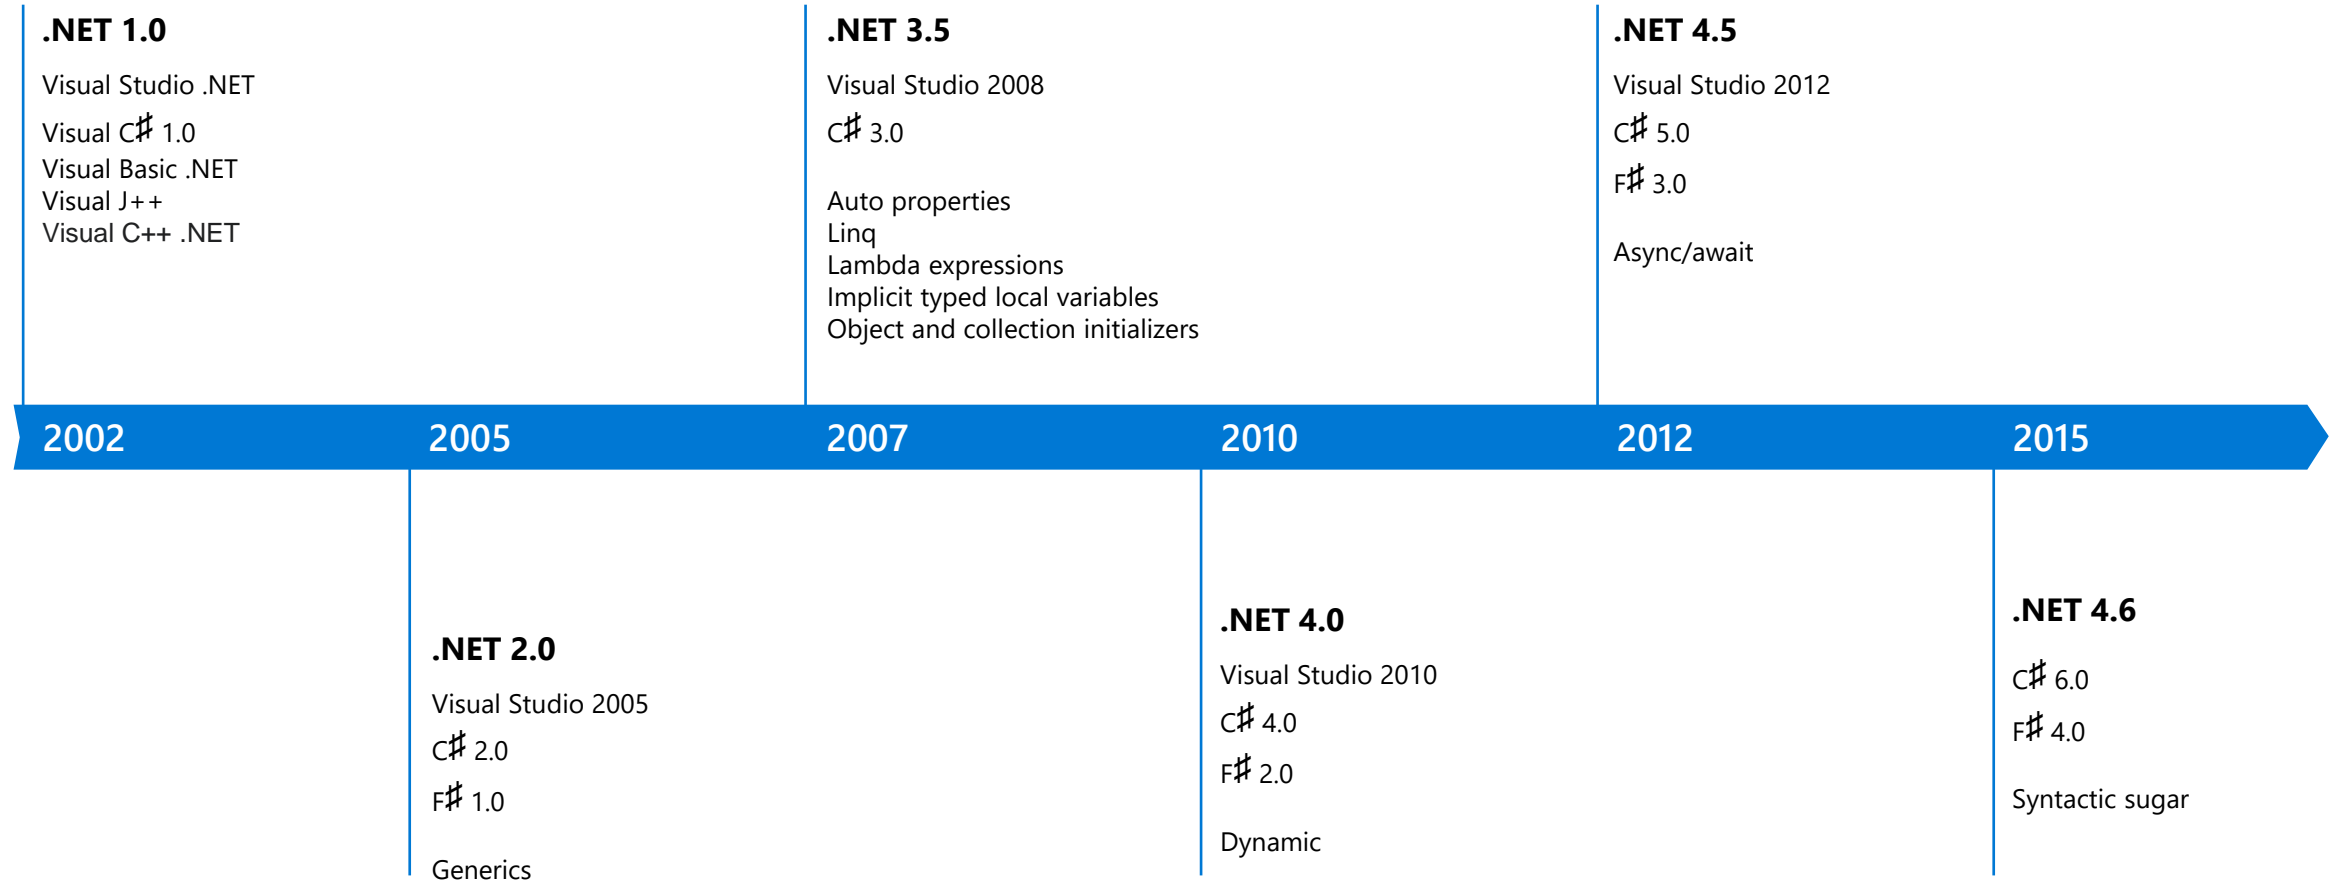 .NET 1.0
Visual Studio .NET
Visual C♯ 1.0
Visual Basic .NET
Visual J++
Visual C++ .NET
.NET 3.5
Visual Studio 2008
C♯ 3.0
Auto properties
Linq
Lambda expressions
Implicit typed local variables
Object and collection initializers
.NET 4.5
Visual Studio 2012
C♯ 5.0
F♯ 3.0
Async/await
2002
2005
2007
2010
2012
2015
.NET 2.0
Visual Studio 2005
C♯ 2.0
F♯ 1.0
Generics
.NET 4.0
Visual Studio 2010
C♯ 4.0
F♯ 2.0
Dynamic
.NET 4.6
C♯ 6.0
F♯ 4.0
Syntactic sugar